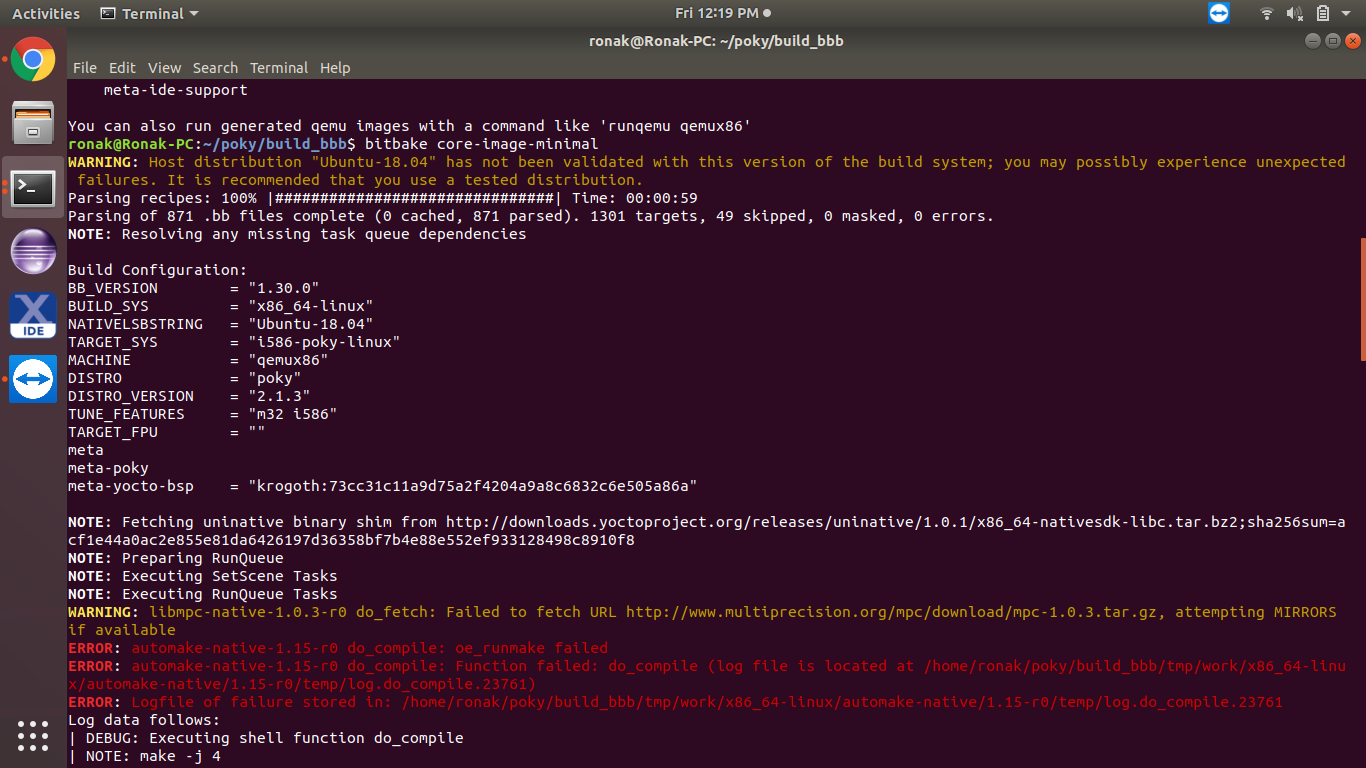 Activities Terminal Fri 12:19 PM
ronak@Ronak-PC: ~/poky/build_bbb
File Edit View Search Terminal Help
    meta-ide-support
You can also run generated qemu images with a command like 'runqemu qemux86'
ronak@Ronak-PC:~/poky/build_bbb$ bitbake core-image-minimal
WARNING: Host distribution "Ubuntu-18.04" has not been validated with this version of the build system; you may possibly experience unexpected
 failures. It is recommended that you use a tested distribution.
Parsing recipes: 100% |###############################| Time: 00:00:59
Parsing of 871 .bb files complete (0 cached, 871 parsed). 1301 targets, 49 skipped, 0 masked, 0 errors.
NOTE: Resolving any missing task queue dependencies
Build Configuration:
BB_VERSION        = "1.30.0"
BUILD_SYS         = "x86_64-linux"
NATIVELSBSTRING   = "Ubuntu-18.04"
TARGET_SYS        = "i586-poky-linux"
MACHINE           = "qemux86"
DISTRO            = "poky"
DISTRO_VERSION    = "2.1.3"
TUNE_FEATURES     = "m32 i586"
TARGET_FPU        = ""
meta
meta-poky
meta-yocto-bsp    = "krogoth:73cc31c11a9d75a2f4204a9a8c6832c6e505a86a"
NOTE: Fetching uninative binary shim from http://downloads.yoctoproject.org/releases/uninative/1.0.1/x86_64-nativesdk-libc.tar.bz2;sha256sum=a
cf1e44a0ac2e855e81da6426197d36358bf7b4e88e552ef933128498c8910f8
NOTE: Preparing RunQueue
NOTE: Executing SetScene Tasks
NOTE: Executing RunQueue Tasks
WARNING: libmpc-native-1.0.3-r0 do_fetch: Failed to fetch URL http://www.multiprecision.org/mpc/download/mpc-1.0.3.tar.gz, attempting MIRRORS
if available
ERROR: automake-native-1.15-r0 do_compile: oe_runmake failed
ERROR: automake-native-1.15-r0 do_compile: Function failed: do_compile (log file is located at /home/ronak/poky/build_bbb/tmp/work/x86_64-linu
x/automake-native/1.15-r0/temp/log.do_compile.23761)
ERROR: Logfile of failure stored in: /home/ronak/poky/build_bbb/tmp/work/x86_64-linux/automake-native/1.15-r0/temp/log.do_compile.23761
Log data follows:
| DEBUG: Executing shell function do_compile
| NOTE: make -j 4
X
IDE